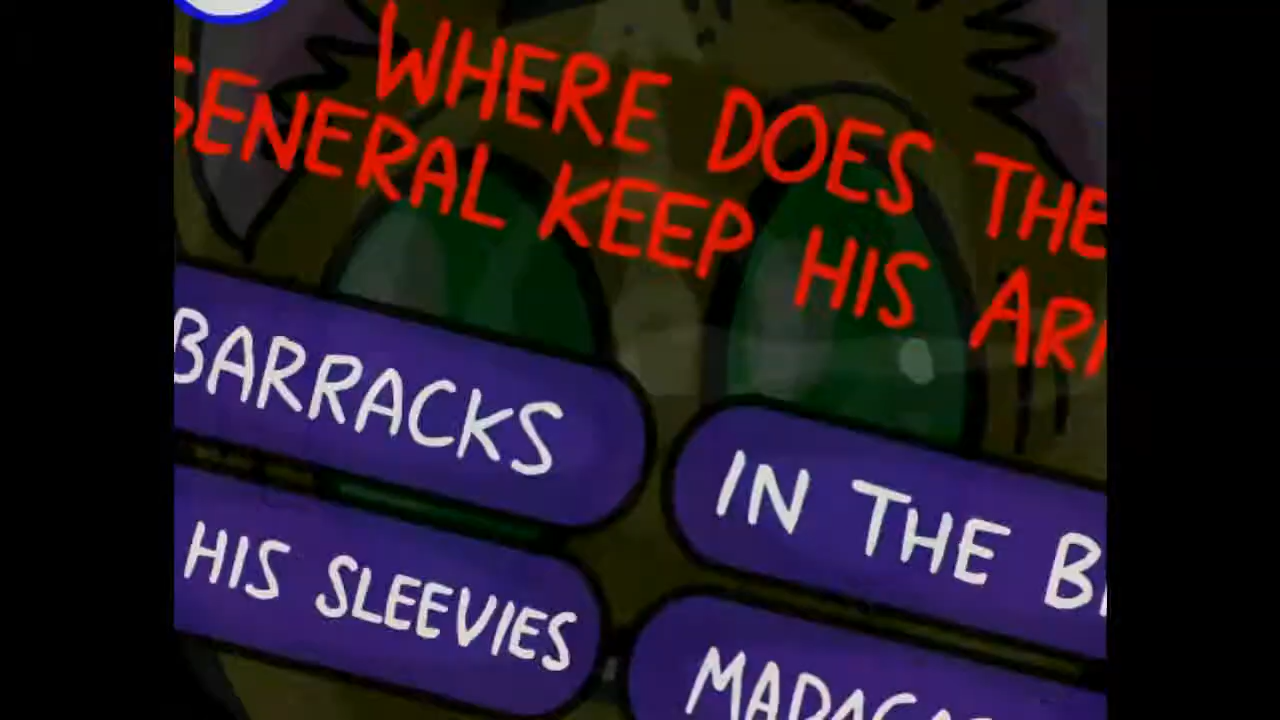 WHERE DOES THE
GENERAL KEEP HIS
BARRACKS
IN THE
HIS SLEEVIES